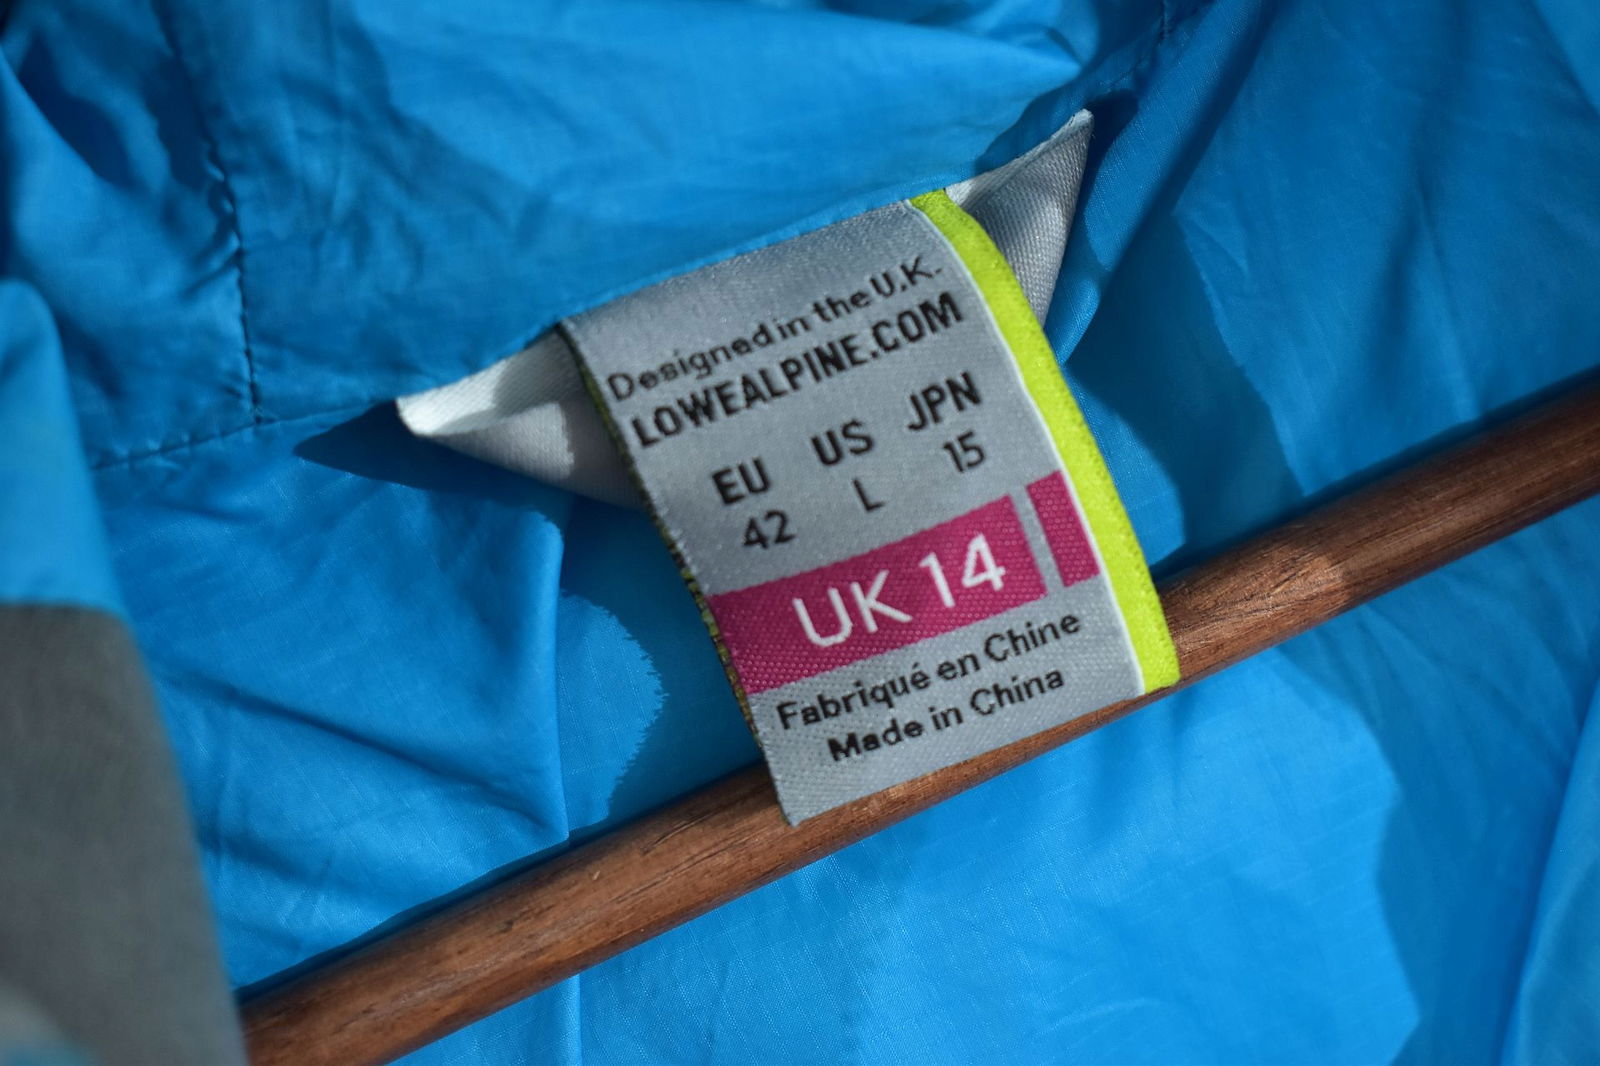 Designed in the U.K.
LOWEALPINE.COM
EU US JPN
42 L 15
UK 14
Fabriqué en Chine
Made in China